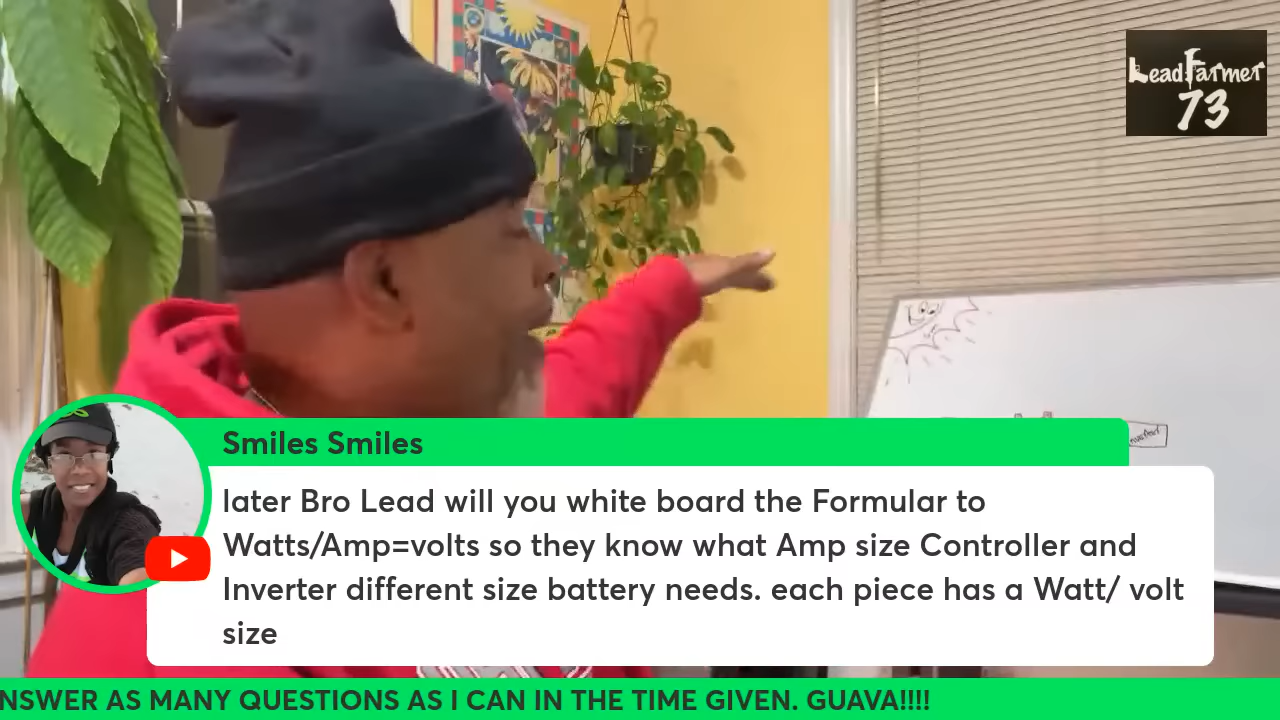 LeadFarmer
73
Smiles Smiles
later Bro Lead will you white board the Formular to
Watts/Amp=volts so they know what Amp size Controller and
Inverter different size battery needs. each piece has a Watt/ volt
size
NSWER AS MANY QUESTIONS AS I CAN IN THE TIME GIVEN. GUAVA!!!!